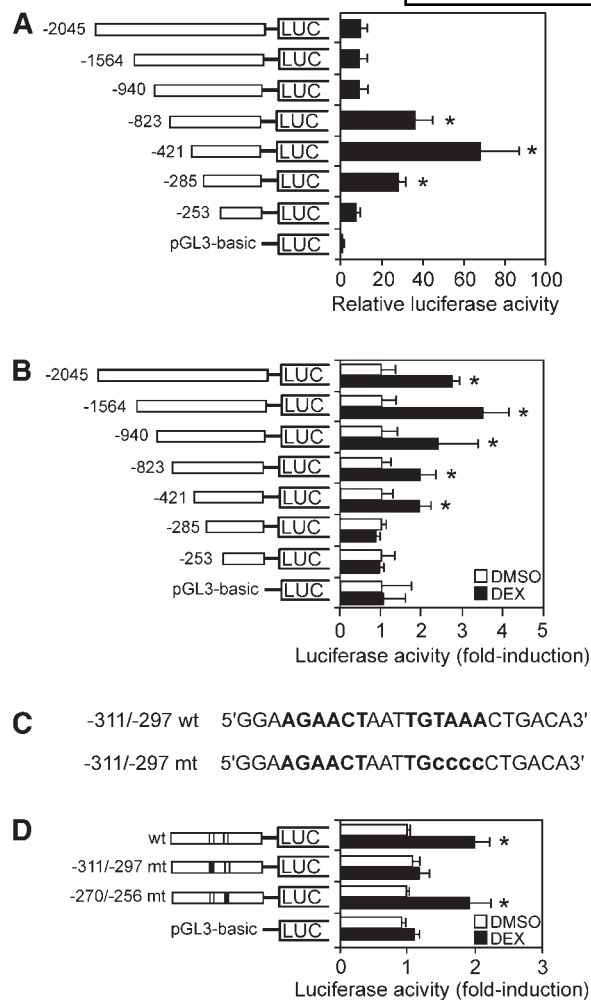 A
-2045 LUC
-1564 LUC
-940 LUC
-823 LUC *
-421 LUC *
-285 LUC *
-253 LUC
pGL3-basic LUC
0 20 40 60 80 100
Relative luciferase acivity
B
-2045 LUC *
-1564 LUC *
-940 LUC *
-823 LUC *
-421 LUC *
-285 LUC
-253 LUC
pGL3-basic LUC
DMSO
DEX
0 1 2 3 4 5
Luciferase acivity (fold-induction)
C
-311/-297 wt 5'GGAAGAACTAATTGTAAACTGACA3'
-311/-297 mt 5'GGAAGAACTAATTGccccCTGACA3'
D
wt LUC *
-311/-297 mt LUC
-270/-256 mt LUC *
pGL3-basic LUC
DMSO
DEX
0 1 2 3
Luciferase acivity (fold-induction)